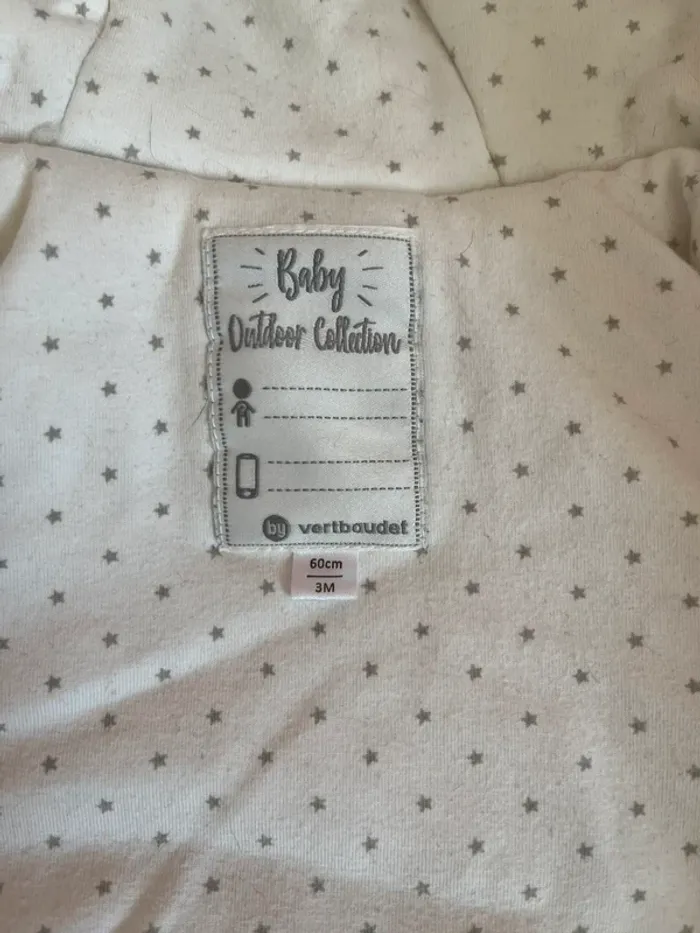 Baby
Outdoor Collection
by vertbaudet
60cm
3M